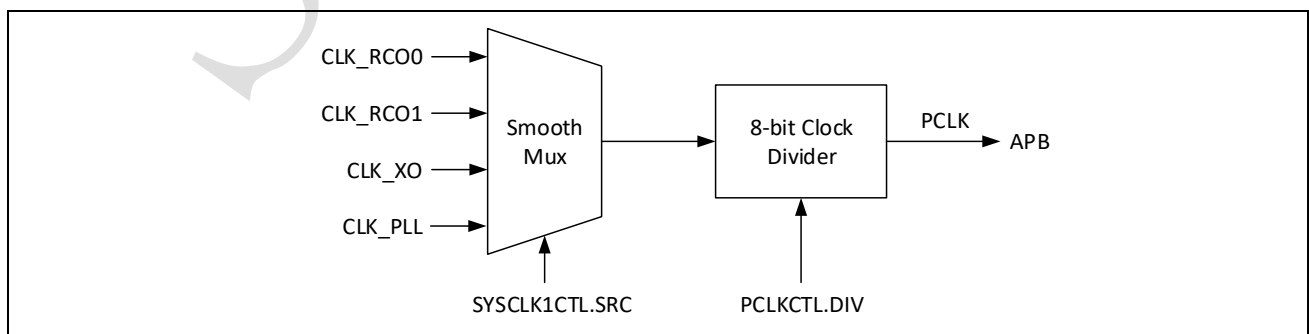 CLK_RCO0
CLK_RCO1
CLK_XO
CLK_PLL
Smooth
Mux
SYSCLK1CTL.SRC
8-bit Clock
Divider
PCLKCTL.DIV
PCLK
APB